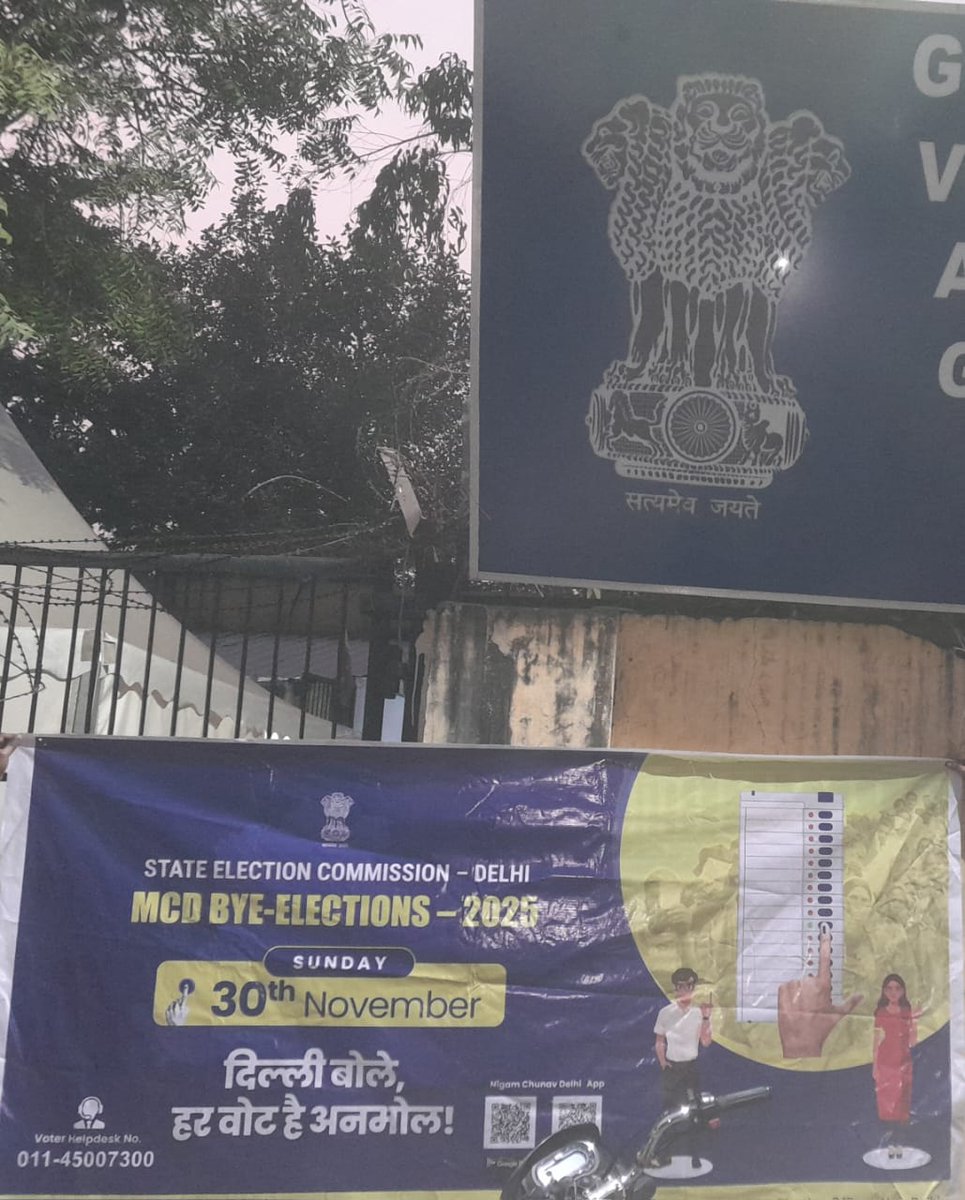 G
V
A
G
सत्यमेव जयते
STATE ELECTION COMMISSION – DELHI
MCD BYE-ELECTIONS – 2025
SUNDAY
30th November
दिल्ली बोले,
हर वोट है अनमोल!
Nigam Chunav Delhi App
Voter Helpdesk No.
011-45007300
Google